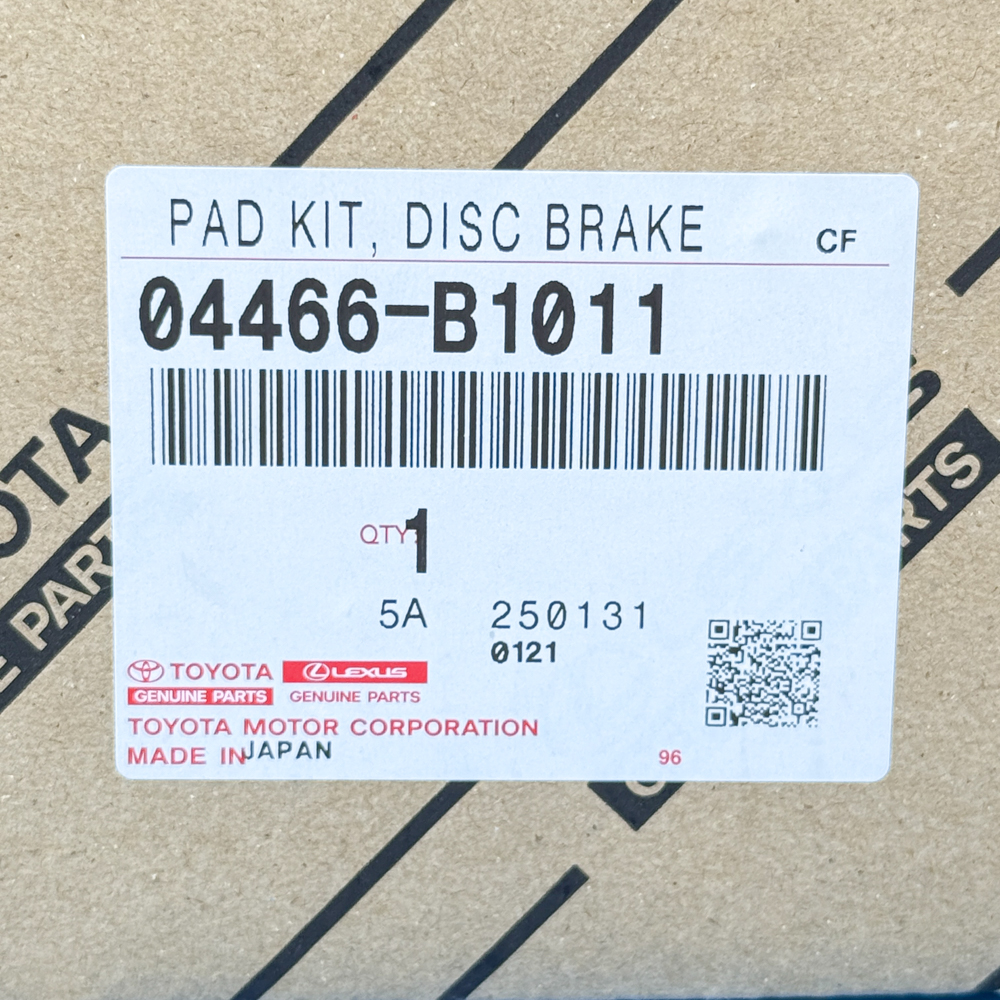 PAD KIT, DISC BRAKE CF
04466-B1011
QTY 1
5A 250131
0121
TOYOTA LEXUS
GENUINE PARTS GENUINE PARTS
TOYOTA MOTOR CORPORATION
MADE IN JAPAN
96